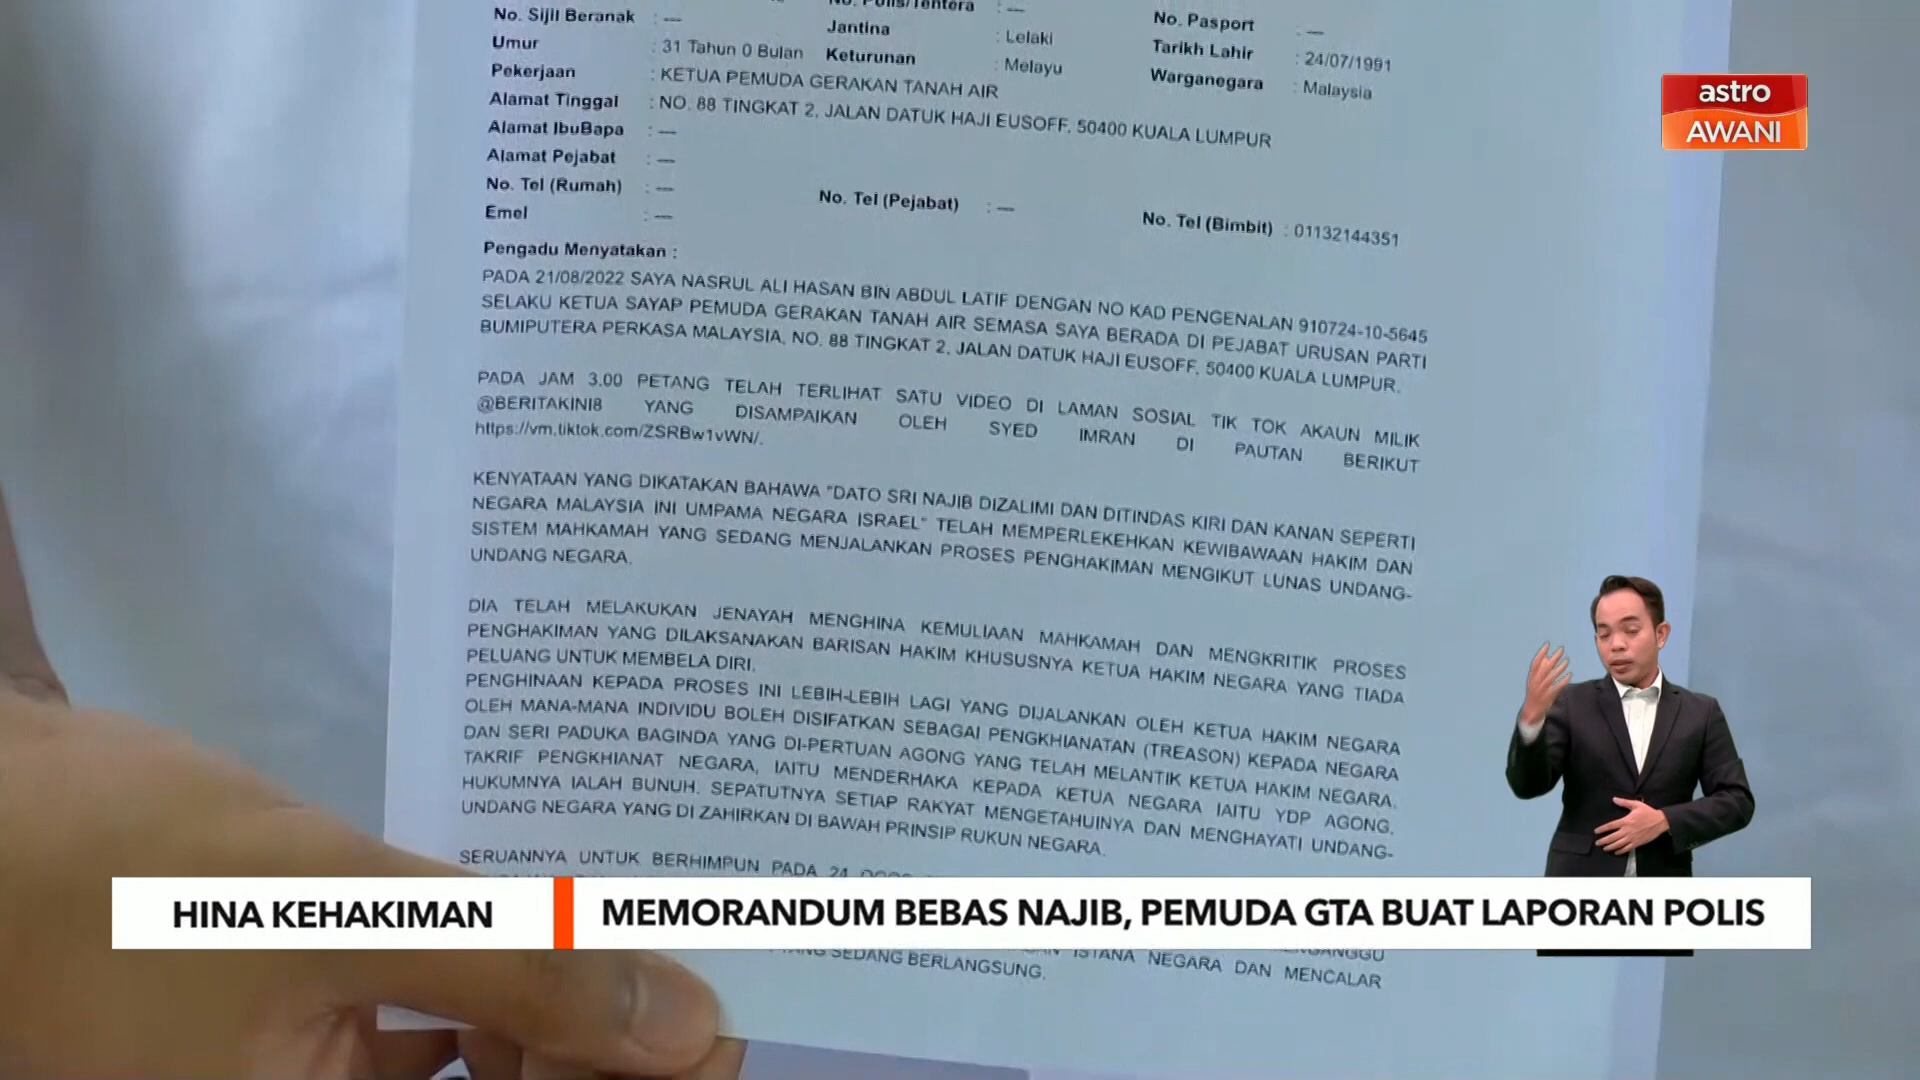 No. Sijil Beranak : ---
No. Polis/Tentera : ---
No. Pasport : ---
Umur : 31 Tahun 0 Bulan
Jantina : Lelaki
Tarikh Lahir : 24/07/1991
Keturunan : Melayu
Warganegara : Malaysia
Pekerjaan : KETUA PEMUDA GERAKAN TANAH AIR
Alamat Tinggal : NO. 88 TINGKAT 2, JALAN DATUK HAJI EUSOFF, 50400 KUALA LUMPUR
Alamat IbuBapa : ---
Alamat Pejabat : ---
No. Tel (Rumah) : ---
No. Tel (Pejabat) : ---
No. Tel (Bimbit) : 01132144351
Emel : ---
Pengadu Menyatakan :
PADA 21/08/2022 SAYA NASRUL ALI HASAN BIN ABDUL LATIF DENGAN NO KAD PENGENALAN 910724-10-5645
SELAKU KETUA SAYAP PEMUDA GERAKAN TANAH AIR SEMASA SAYA BERADA DI PEJABAT URUSAN PARTI
BUMIPUTERA PERKASA MALAYSIA, NO. 88 TINGKAT 2, JALAN DATUK HAJI EUSOFF, 50400 KUALA LUMPUR.
PADA JAM 3.00 PETANG TELAH TERLIHAT SATU VIDEO DI LAMAN SOSIAL TIK TOK AKAUN MILIK
@BERITAKINI8 YANG DISAMPAIKAN OLEH SYED IMRAN DI PAUTAN BERIKUT
https://vm.tiktok.com/ZSRBw1vWN/.
KENYATAAN YANG DIKATAKAN BAHAWA "DATO SRI NAJIB DIZALIMI DAN DITINDAS KIRI DAN KANAN SEPERTI
NEGARA MALAYSIA INI UMPAMA NEGARA ISRAEL" TELAH MEMPERLEKEHKAN KEWIBAWAAN HAKIM DAN
SISTEM MAHKAMAH YANG SEDANG MENJALANKAN PROSES PENGHAKIMAN MENGIKUT LUNAS UNDANG-
UNDANG NEGARA.
DIA TELAH MELAKUKAN JENAYAH MENGHINA KEMULIAAN MAHKAMAH DAN MENGKRITIK PROSES
PENGHAKIMAN YANG DILAKSANAKAN BARISAN HAKIM KHUSUSNYA KETUA HAKIM NEGARA YANG TIADA
PELUANG UNTUK MEMBELA DIRI.
PENGHINAAN KEPADA PROSES INI LEBIH-LEBIH LAGI YANG DIJALANKAN OLEH KETUA HAKIM NEGARA
OLEH MANA-MANA INDIVIDU BOLEH DISIFATKAN SEBAGAI PENGKHIANATAN (TREASON) KEPADA NEGARA
DAN SERI PADUKA BAGINDA YANG DI-PERTUAN AGONG YANG TELAH MELANTIK KETUA HAKIM NEGARA.
TAKRIF PENGKHIANAT NEGARA, IAITU MENDERHAKA KEPADA KETUA NEGARA IAITU YDP AGONG,
HUKUMNYA IALAH BUNUH. SEPATUTNYA SETIAP RAKYAT MENGETAHUINYA DAN MENGHAYATI UNDANG-
UNDANG NEGARA YANG DI ZAHIRKAN DI BAWAH PRINSIP RUKUN NEGARA.
SERUANNYA UNTUK BERHIMPUN PADA 24
ISTANA NEGARA DAN MENCALAR
YANG SEDANG BERLANGSUNG.
astro
AWANI
HINA KEHAKIMAN
MEMORANDUM BEBAS NAJIB, PEMUDA GTA BUAT LAPORAN POLIS